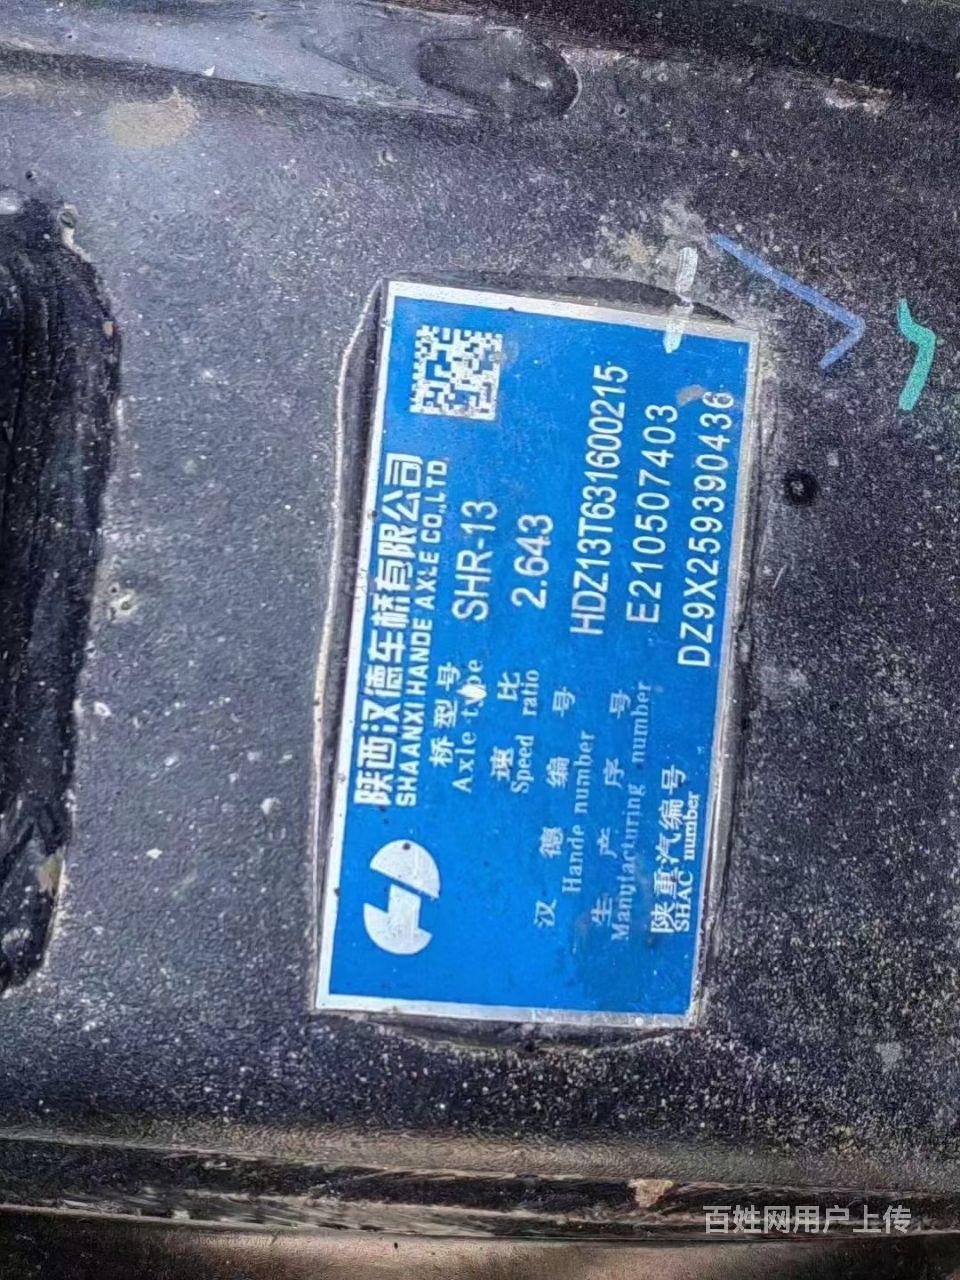 陕西汉德车桥有限公司
SHAANXI HANDE AXLE CO.,LTD.
桥型号 SHR-13
Axle type
速比 2.643
Speed ratio
汉德编号 HDZ13T631600215
Hande number
生产序号 E210507403
Manufacturing number
陕重汽编号 DZ9X259390436
SHAC number
百姓网用户上传